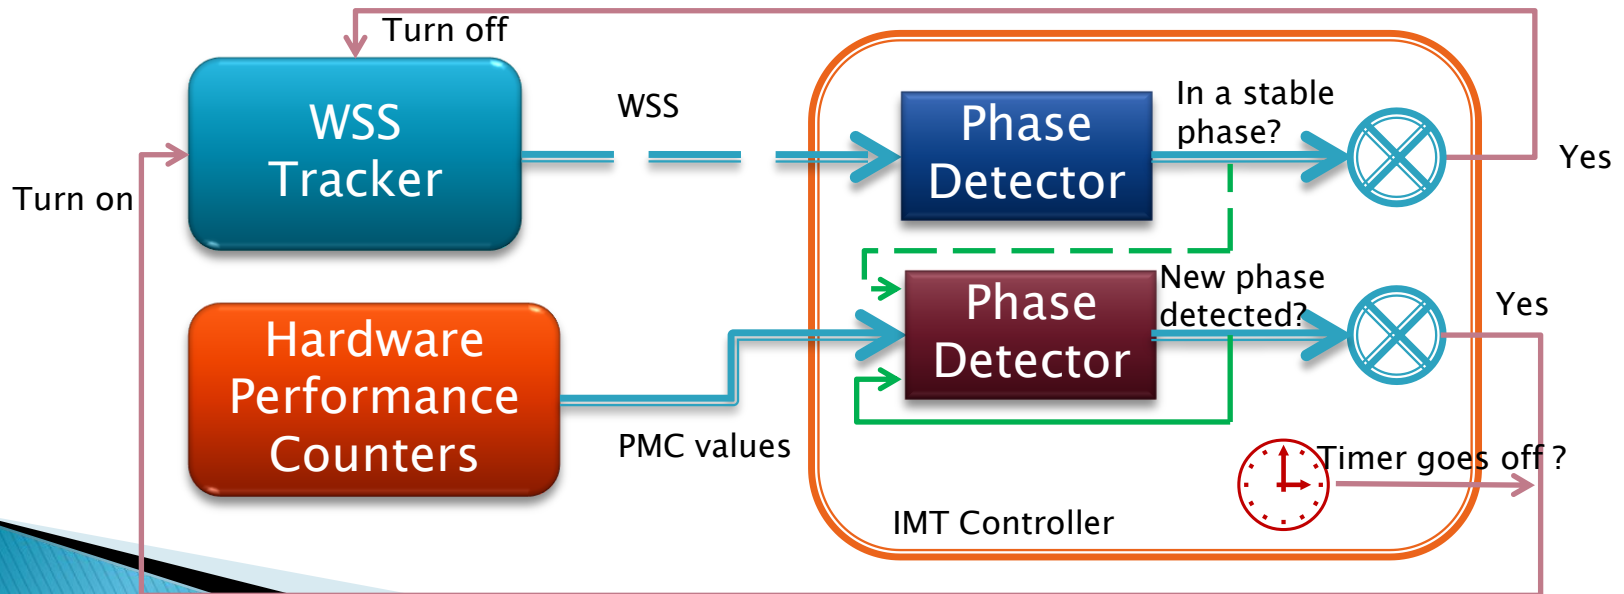 Turn off
WSS
Tracker
WSS
Phase
Detector
In a stable
phase?
Yes
Turn on
Hardware
Performance
Counters
PMC values
Phase
Detector
New phase
detected?
Yes
Timer goes off ?
IMT Controller